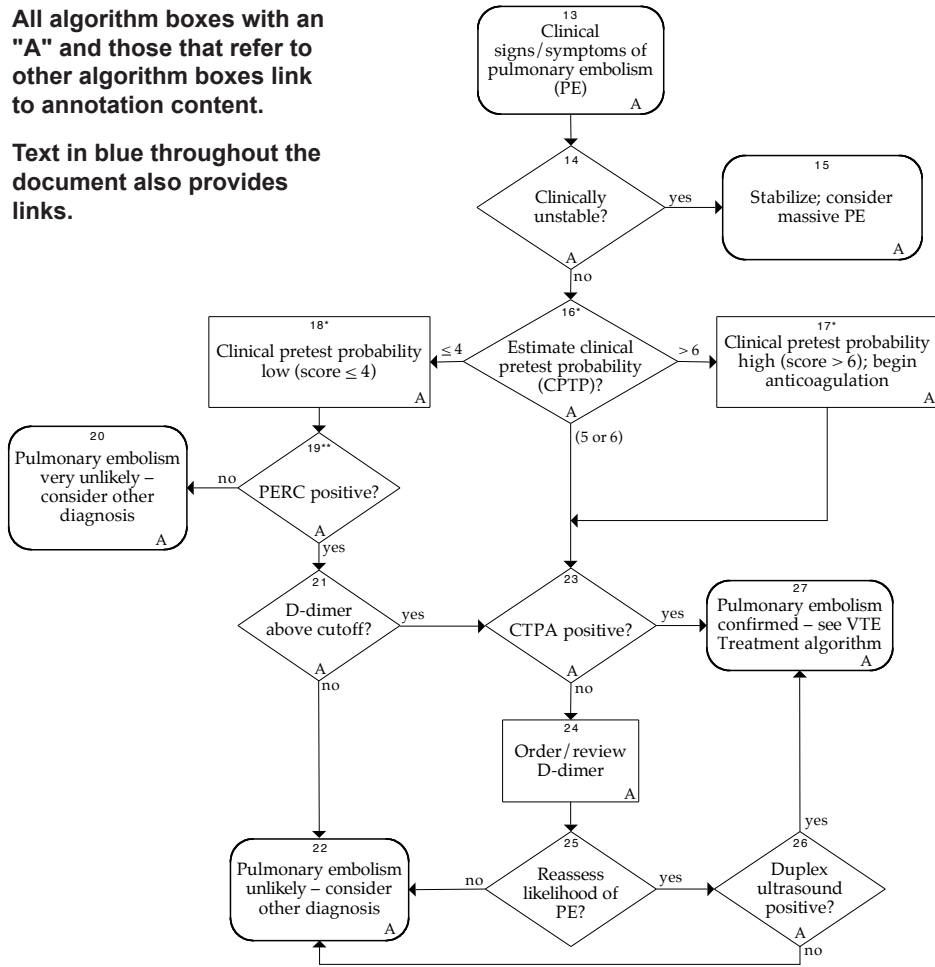 All algorithm boxes with an
"A" and those that refer to
other algorithm boxes link
to annotation content.
Text in blue throughout the
document also provides
links.
13
Clinical
signs/symptoms of
pulmonary embolism
(PE)
A
14
Clinically
unstable?
A
yes
no
15
Stabilize; consider
massive PE
A
16*
Estimate clinical
pretest probability
(CPTP)?
A
≤ 4
> 6
(5 or 6)
17*
Clinical pretest probability
high (score > 6); begin
anticoagulation
A
18*
Clinical pretest probability
low (score ≤ 4)
A
19**
PERC positive?
A
no
yes
20
Pulmonary embolism
very unlikely –
consider other
diagnosis
A
21
D-dimer
above cutoff?
A
yes
no
23
CTPA positive?
A
yes
no
27
Pulmonary embolism
confirmed – see VTE
Treatment algorithm
A
24
Order/review
D-dimer
A
22
Pulmonary embolism
unlikely – consider
other diagnosis
A
25
Reassess
likelihood of
PE?
no
yes
26
Duplex
ultrasound
positive?
A
yes
no